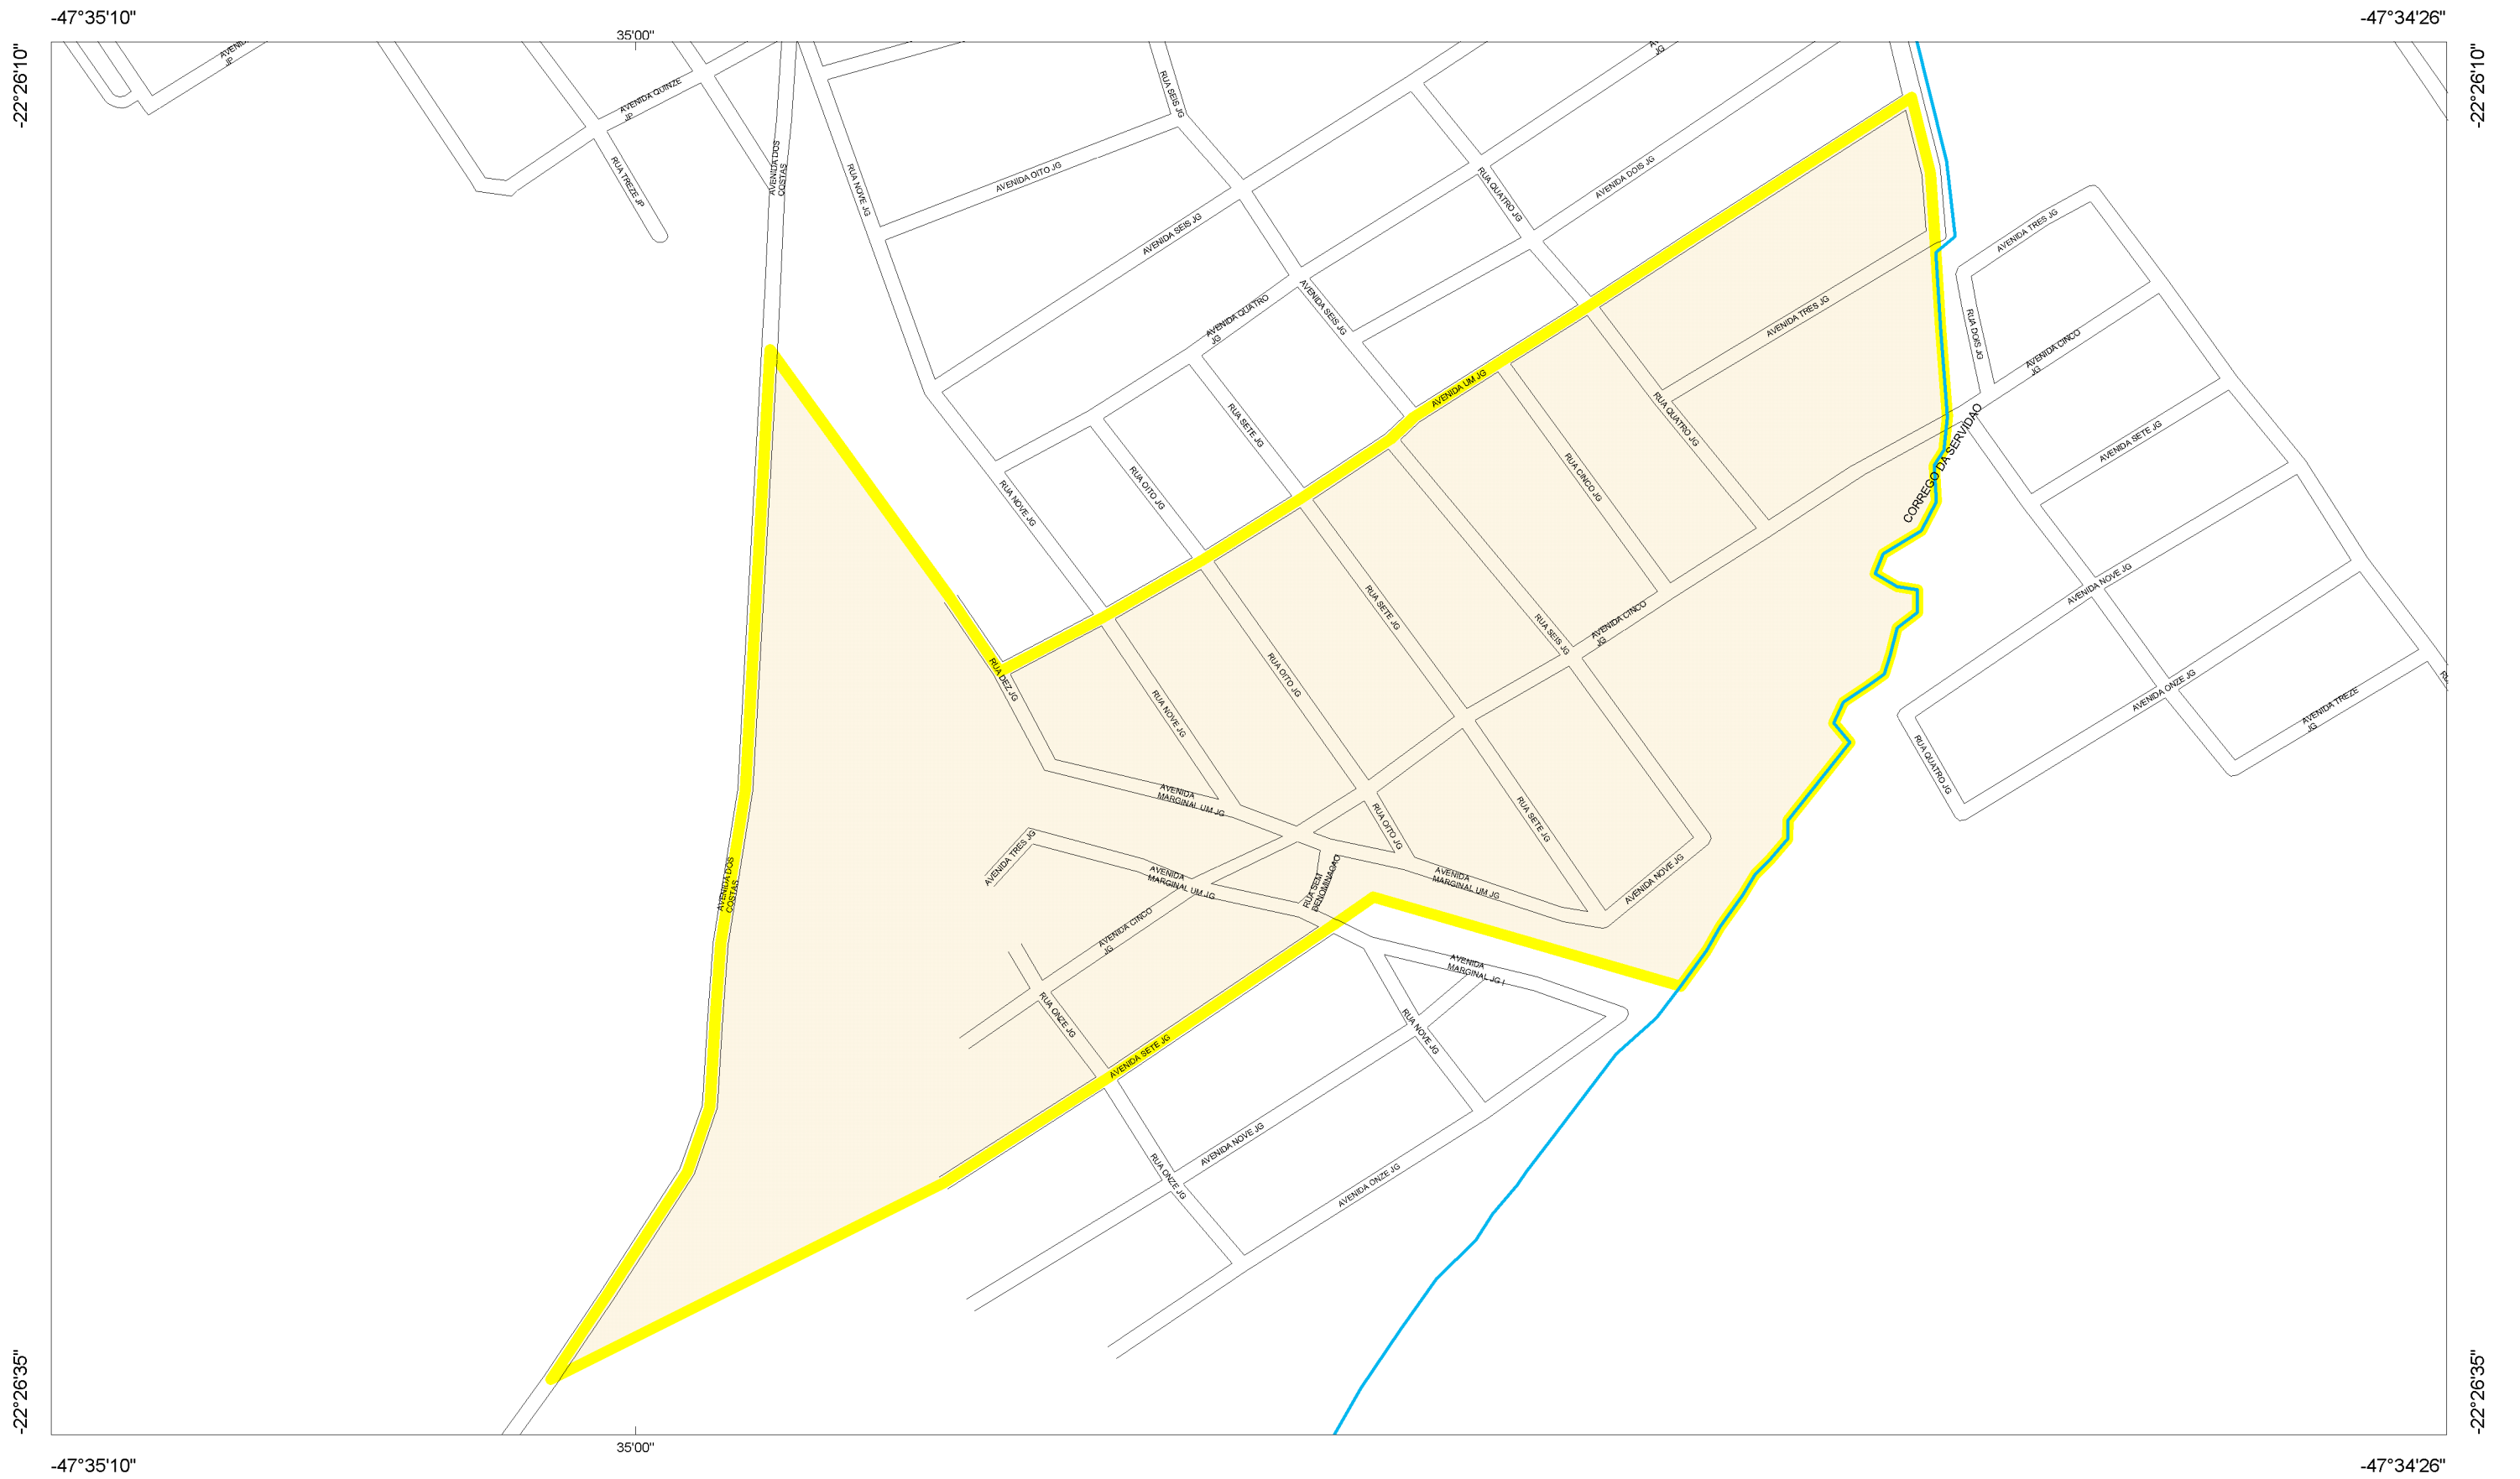 -47°35'10"
-47°34'26"
35'00"
-22°26'10"
-22°26'10"
JP
AVENIDA QUINZE
JP
RUA TREZE JP
AVENIDA DOS
COSTAS
RUA NOVE JG
RUA SEIS JG
AVENIDA OITO JG
AVENIDA SEIS JG
JG
RUA QUATRO JG
AVENIDA DOIS JG
AVENIDA QUATRO
JG
AVENIDA SEIS JG
AVENIDA TRES JG
AVENIDA TRES JG
RUA DOIS JG
AVENIDA CINCO
JG
AVENIDA UM JG
RUA SETE JG
RUA QUATRO JG
RUA OITO JG
RUA NOVE JG
RUA CINCO JG
CORREGO DA SERVIDAO
AVENIDA SETE JG
AVENIDA NOVE JG
RUA SETE JG
RUA SEIS JG
AVENIDA CINCO
JG
RUA DEZ JG
RUA NOVE JG
RUA OITO JG
AVENIDA ONZE JG
AVENIDA TREZE
JG
RUA QUATRO JG
AVENIDA
MARGINAL UM JG
RUA OITO JG
RUA SETE JG
AVENIDA TRES JG
AVENIDA
MARGINAL UM JG
RUA SEM
DENOMINACAO
AVENIDA
MARGINAL UM JG
AVENIDA NOVE JG
AVENIDA DOS
COSTAS
AVENIDA CINCO
JG
AVENIDA
MARGINAL JG I
RUA ONZE JG
RUA NOVE JG
AVENIDA SETE JG
AVENIDA NOVE JG
RUA ONZE JG
AVENIDA ONZE JG
-22°26'35"
-22°26'35"
35'00"
-47°35'10"
-47°34'26"